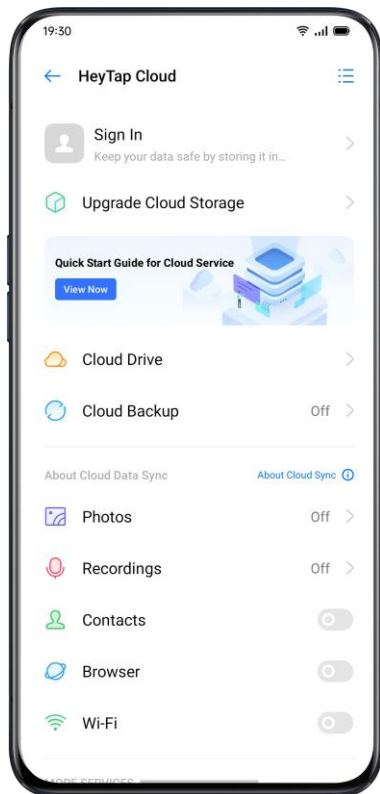 19:30
HeyTap Cloud
Sign In
Keep your data safe by storing it in...
Upgrade Cloud Storage
Quick Start Guide for Cloud Service
View Now
Cloud Drive
Cloud Backup Off
About Cloud Data Sync About Cloud Sync
Photos Off
Recordings Off
Contacts
Browser
Wi-Fi
MORE SERVICES